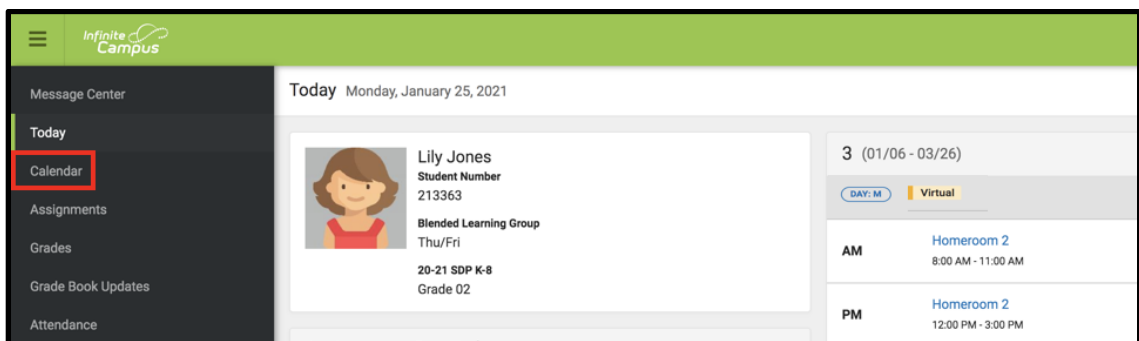 Infinite
Campus
Message Center
Today
Calendar
Assignments
Grades
Grade Book Updates
Attendance
Today Monday, January 25, 2021
Lily Jones
Student Number
213363
Blended Learning Group
Thu/Fri
20-21 SDP K-8
Grade 02
3 (01/06 - 03/26)
DAY: M Virtual
AM Homeroom 2
8:00 AM - 11:00 AM
PM Homeroom 2
12:00 PM - 3:00 PM